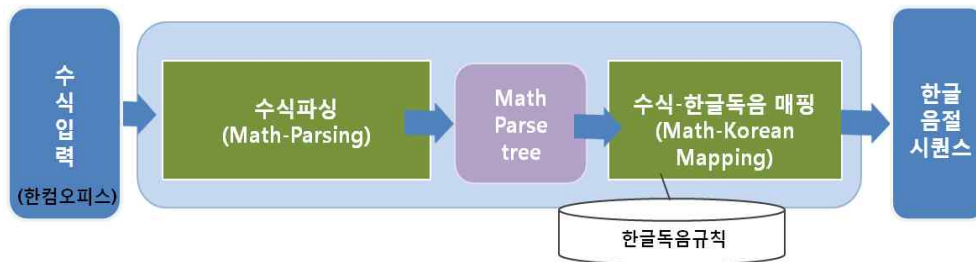 수
식
입
력
(한컴오피스)
수식파싱
(Math-Parsing)
Math
Parse
tree
수식-한글독음 매핑
(Math-Korean
Mapping)
한글독음규칙
한글
음절
시퀀스